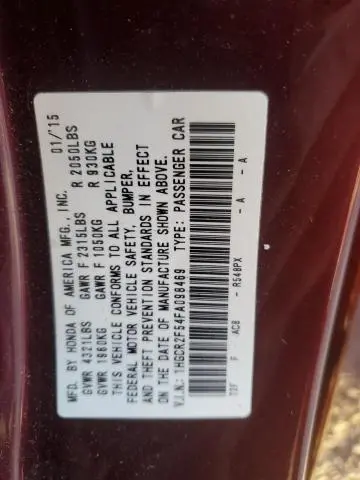 MFD. BY HONDA OF AMERICA MFG., INC. 01/'15
GVWR 4321LBS GAWR F 2315LBS R 2050LBS
GVWR 1960KG GAWR F 1050KG R 930KG
THIS VEHICLE CONFORMS TO ALL APPLICABLE
FEDERAL MOTOR VEHICLE SAFETY, BUMPER,
AND THEFT PREVENTION STANDARDS IN EFFECT
ON THE DATE OF MANUFACTURE SHOWN ABOVE.
V.I.N.: 1HGCR2F54FA098469 TYPE: PASSENGER CAR
F AC8 - R548PX - A - A